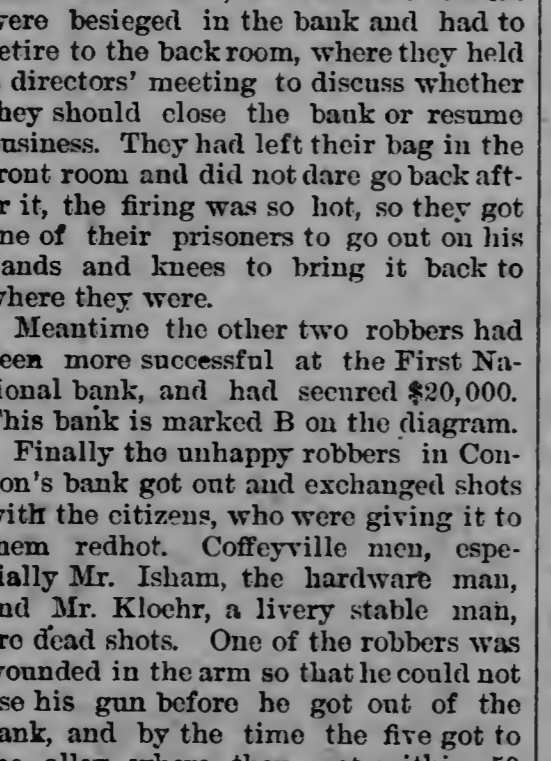 ere besieged in the bank and had to
etire to the back room, where they held
directors' meeting to discuss whether
hey should close the bank or resume
usiness. They had left their bag in the
ront room and did not dare go back aft-
r it, the firing was so hot, so they got
ne of their prisoners to go out on his
ands and knees to bring it back to
where they were.
Meantime the other two robbers had
een more successful at the First Na-
ional bank, and had secured $20,000.
This bank is marked B on the diagram.
Finally the unhappy robbers in Con-
on's bank got out and exchanged shots
with the citizens, who were giving it to
hem redhot. Coffeyville men, espe-
ially Mr. Isham, the hardware man,
nd Mr. Kloehr, a livery stable man,
re dead shots. One of the robbers was
wounded in the arm so that he could not
se his gun before he got out of the
ank, and by the time the five got to